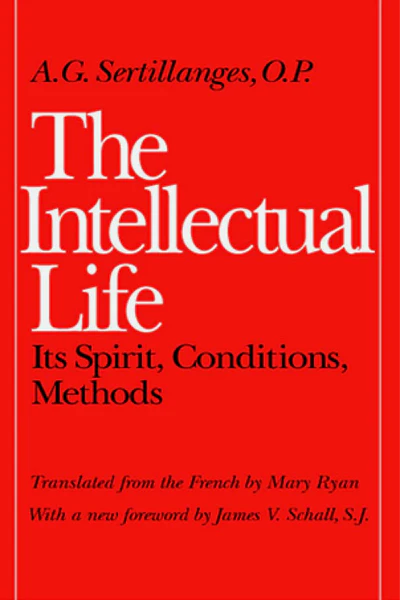 A.G. Sertillanges, O.P.
The
Intellectual
Life
Its Spirit, Conditions,
Methods
Translated from the French by Mary Ryan
With a new foreword by James V. Schall, S.J.